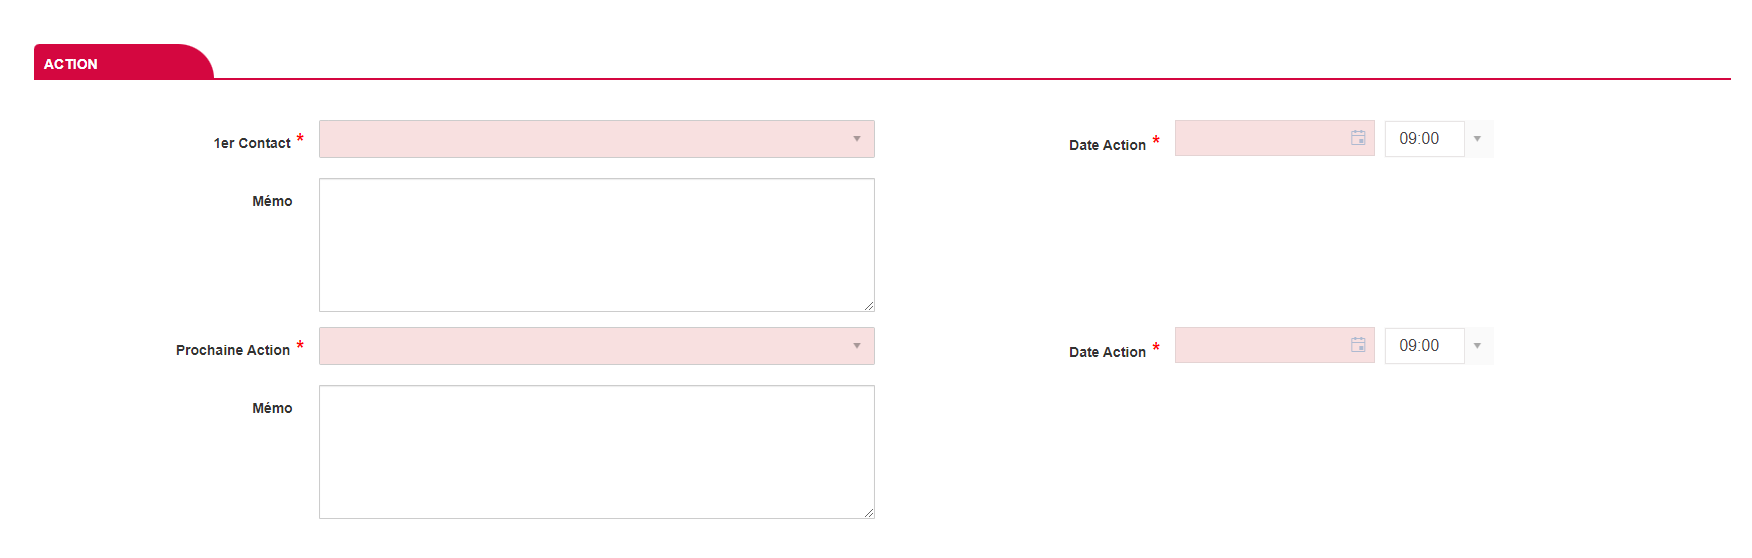 ACTION
1er Contact * Date Action * 09:00
Mémo
Prochaine Action * Date Action * 09:00
Mémo